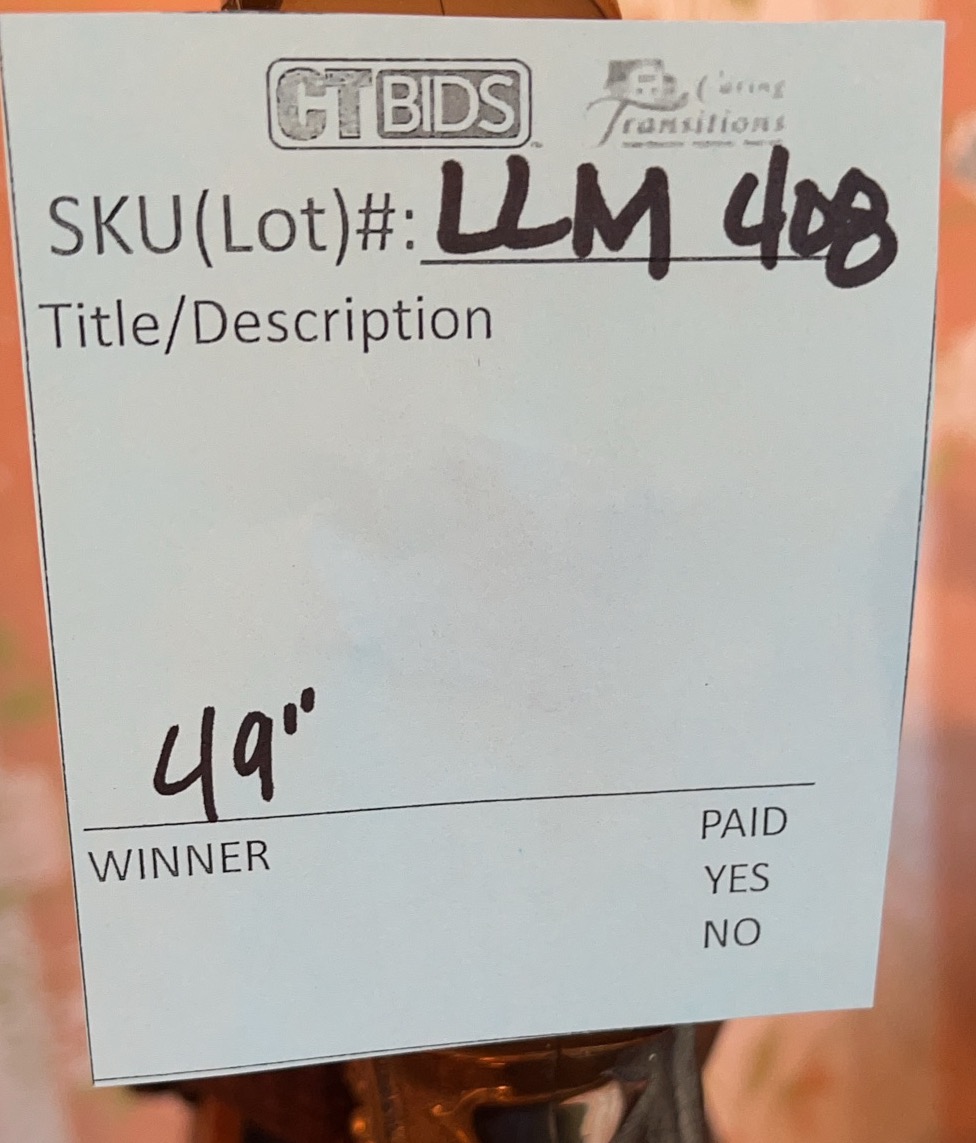 CTBIDS Caring
Transitions
SKU(Lot)#: LLM 408
Title/Description
49"
WINNER PAID
YES
NO